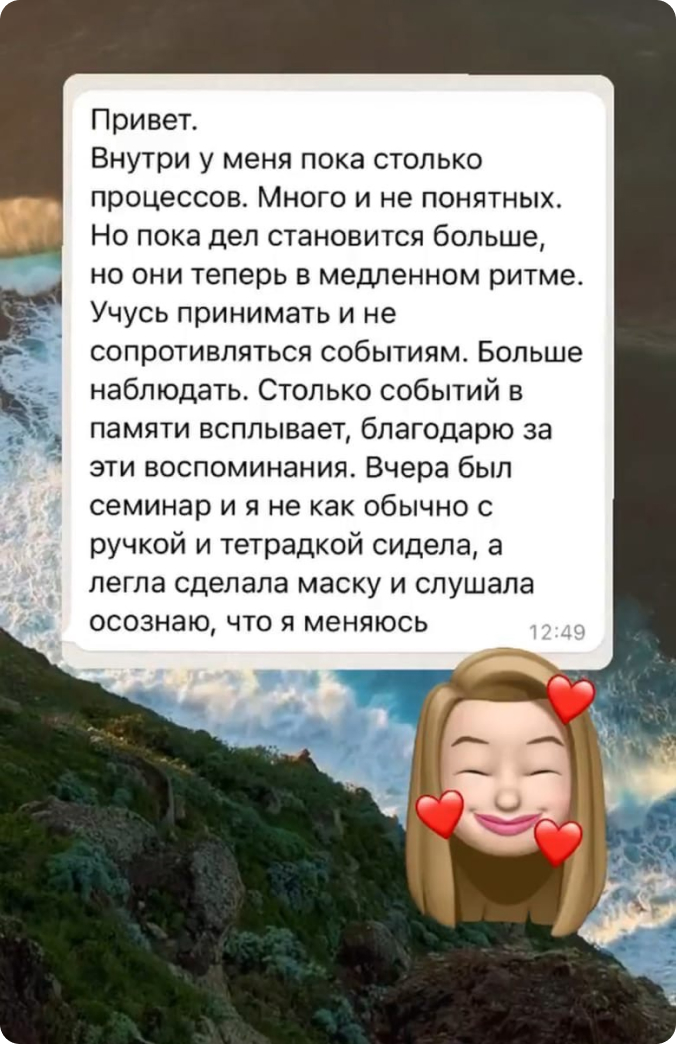 Привет.
Внутри у меня пока столько
процессов. Много и не понятных.
Но пока дел становится больше,
но они теперь в медленном ритме.
Учусь принимать и не
сопротивляться событиям. Больше
наблюдать. Столько событий в
памяти всплывает, благодарю за
эти воспоминания. Вчера был
семинар и я не как обычно с
ручкой и тетрадкой сидела, а
легла сделала маску и слушала
осознаю, что я меняюсь
12:49